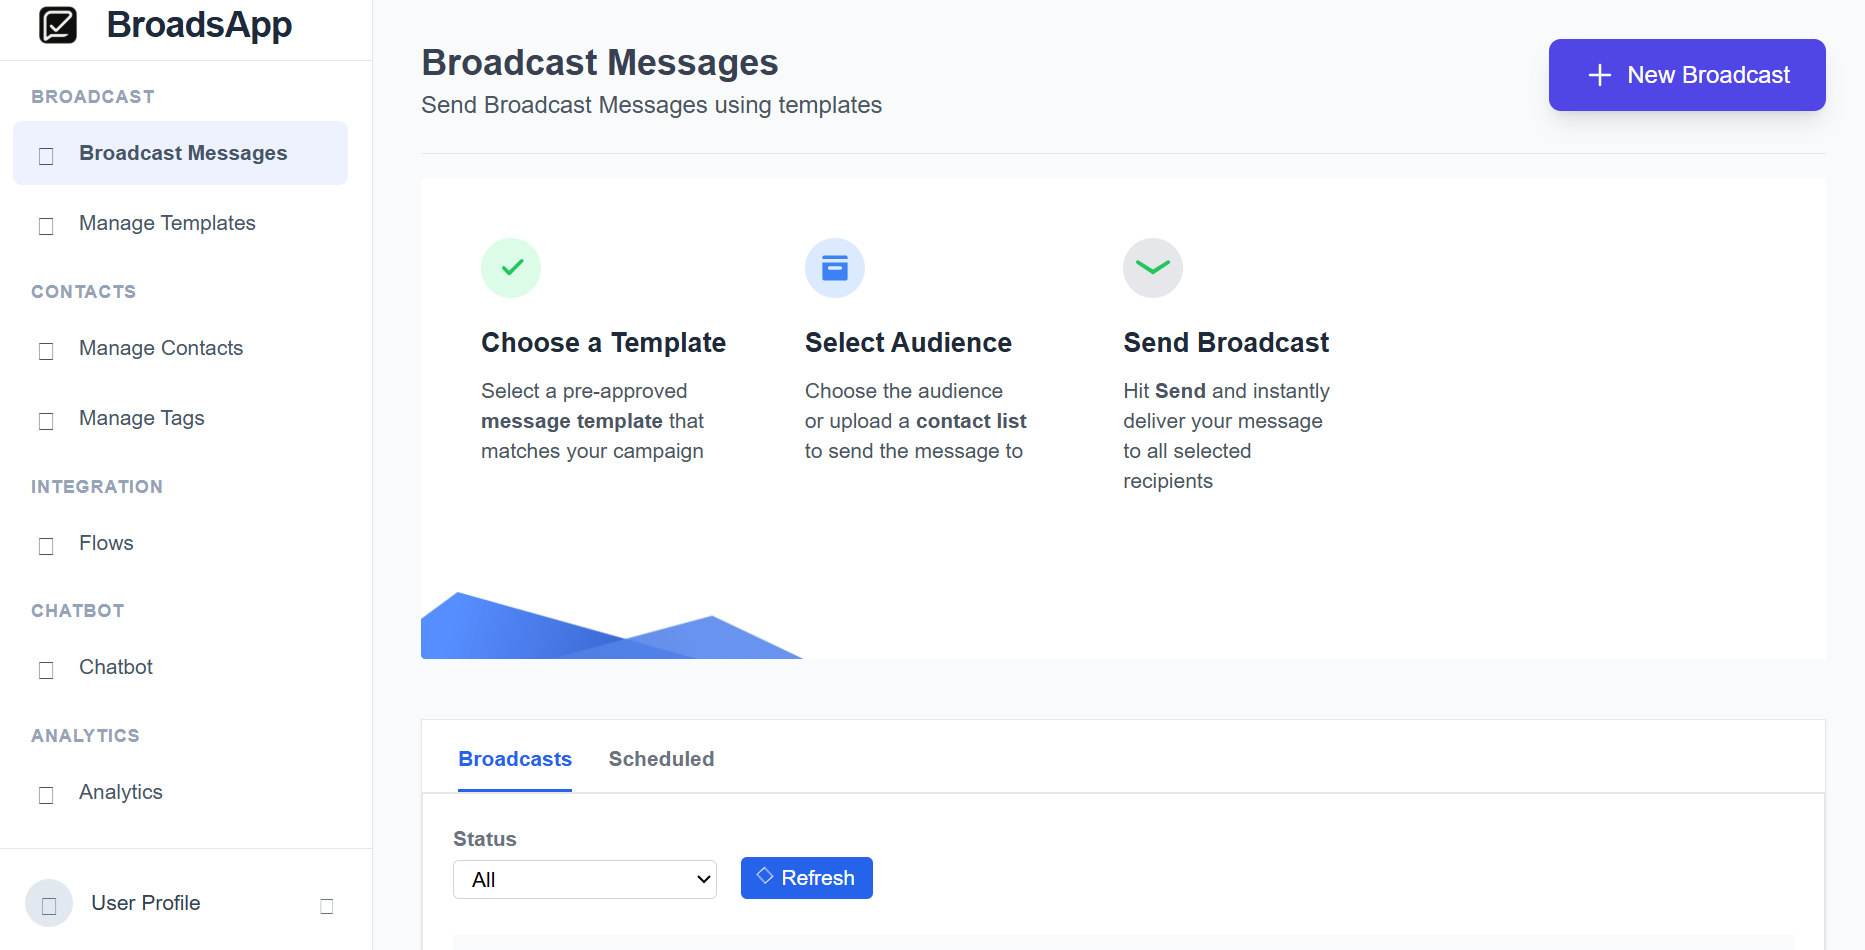 BroadsApp
BROADCAST
Broadcast Messages
Manage Templates
CONTACTS
Manage Contacts
Manage Tags
INTEGRATION
Flows
CHATBOT
Chatbot
ANALYTICS
Analytics
User Profile
Broadcast Messages
Send Broadcast Messages using templates
New Broadcast
Choose a Template
Select a pre-approved
message template that
matches your campaign
Select Audience
Choose the audience
or upload a contact list
to send the message to
Send Broadcast
Hit Send and instantly
deliver your message
to all selected
recipients
Broadcasts
Scheduled
Status
All
Refresh